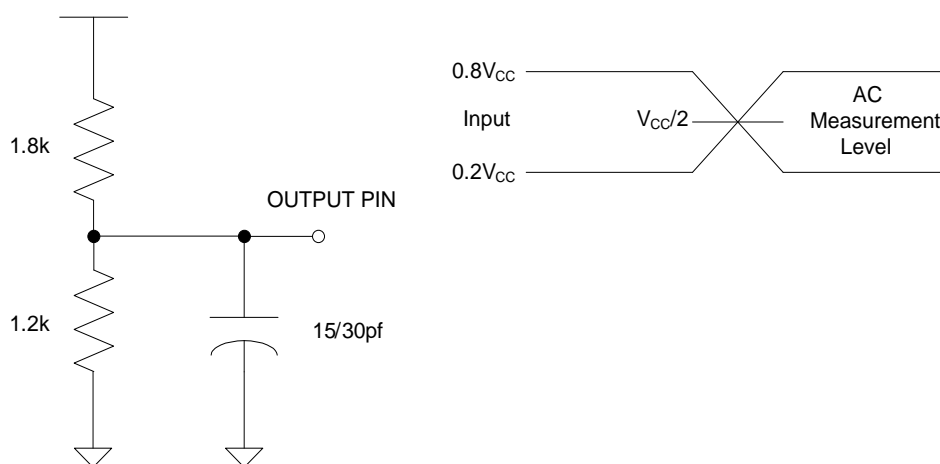 1.8k
OUTPUT PIN
1.2k
15/30pf
0.8VCC
Input
VCC/2
0.2VCC
AC
Measurement
Level